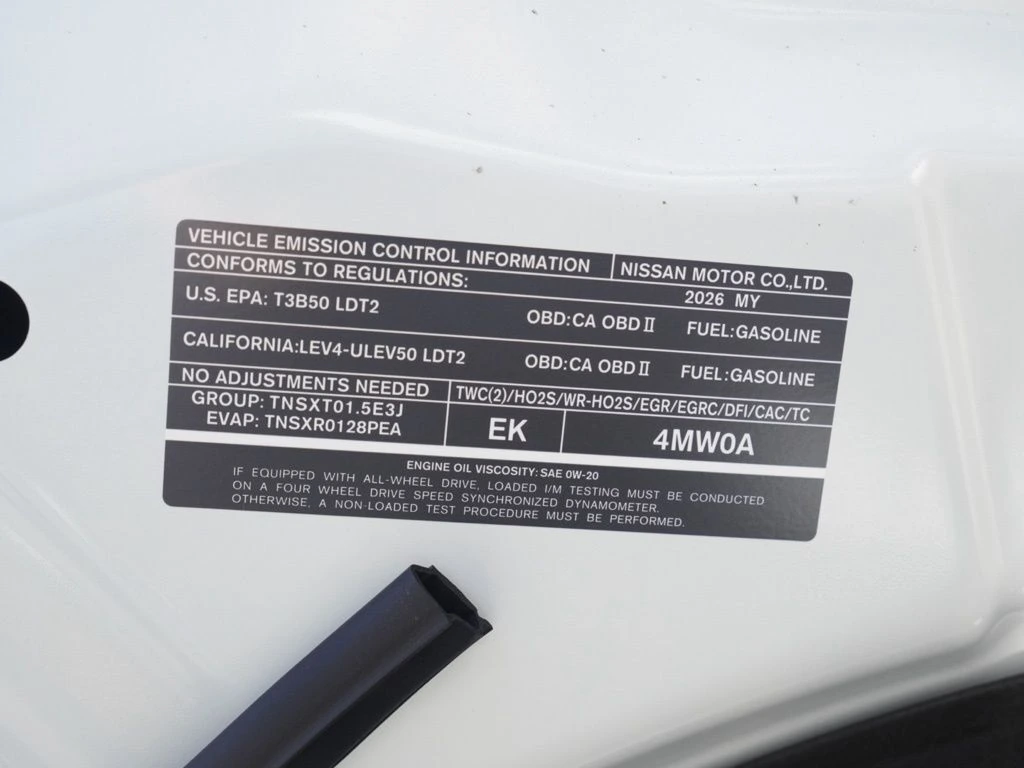 VEHICLE EMISSION CONTROL INFORMATION NISSAN MOTOR CO.,LTD.
CONFORMS TO REGULATIONS: 2026 MY
U.S. EPA: T3B50 LDT2 OBD:CA OBD II FUEL:GASOLINE
CALIFORNIA:LEV4-ULEV50 LDT2 OBD:CA OBD II FUEL:GASOLINE
NO ADJUSTMENTS NEEDED TWC(2)/HO2S/WR-HO2S/EGR/EGRC/DFI/CAC/TC
GROUP: TNSXT01.5E3J
EVAP: TNSXR0128PEA EK 4MW0A
ENGINE OIL VISCOSITY: SAE 0W-20
IF EQUIPPED WITH ALL-WHEEL DRIVE, LOADED I/M TESTING MUST BE CONDUCTED
ON A FOUR WHEEL DRIVE SPEED SYNCHRONIZED DYNAMOMETER.
OTHERWISE, A NON-LOADED TEST PROCEDURE MUST BE PERFORMED.